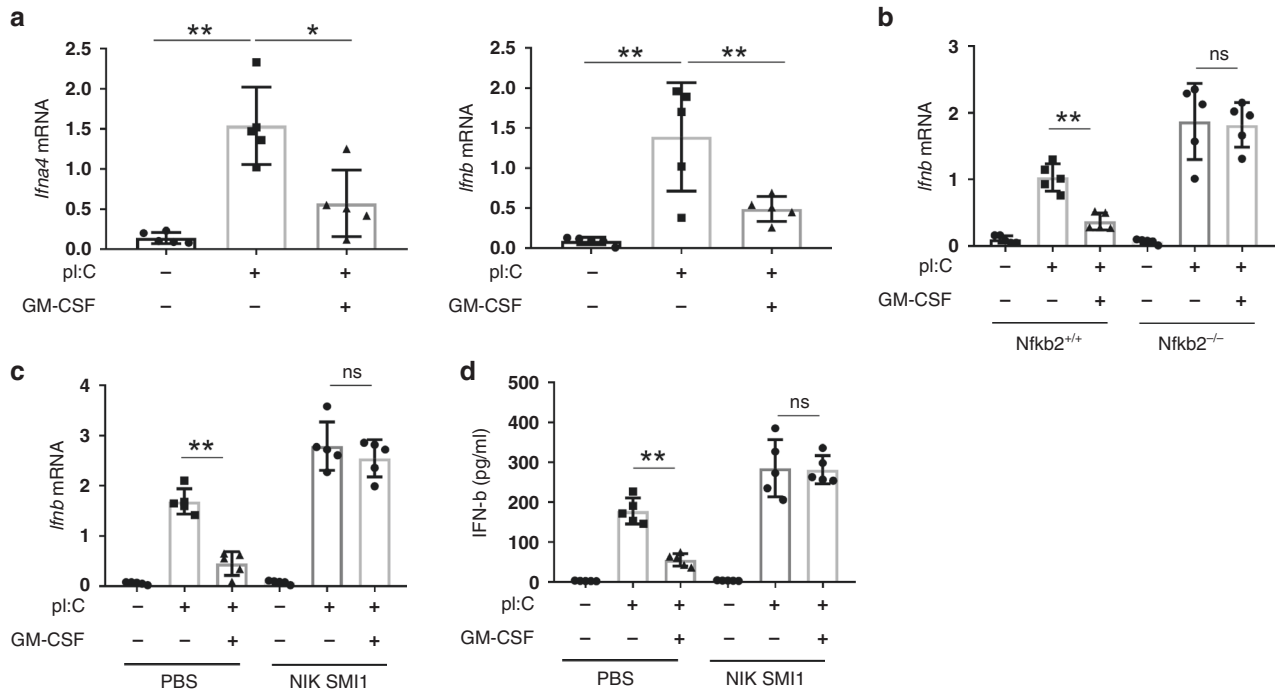 a
** *
2.5
2.0
1.5
1.0
0.5
0.0
Ifna4 mRNA
pI:C – + +
GM-CSF – – +
** **
2.5
2.0
1.5
1.0
0.5
0.0
Ifnb mRNA
– + +
– – +
b
3
2
1
0
Ifnb mRNA
** ns
pI:C – + + – + +
GM-CSF – – + – – +
Nfkb2+/+ Nfkb2−/−
c
4
3
2
1
0
Ifnb mRNA
** ns
pI:C – + + – + +
GM-CSF – – + – – +
PBS NIK SMI1
d
500
400
300
200
100
0
IFN-b (pg/ml)
** ns
pI:C – + + – + +
GM-CSF – – + – – +
PBS NIK SMI1